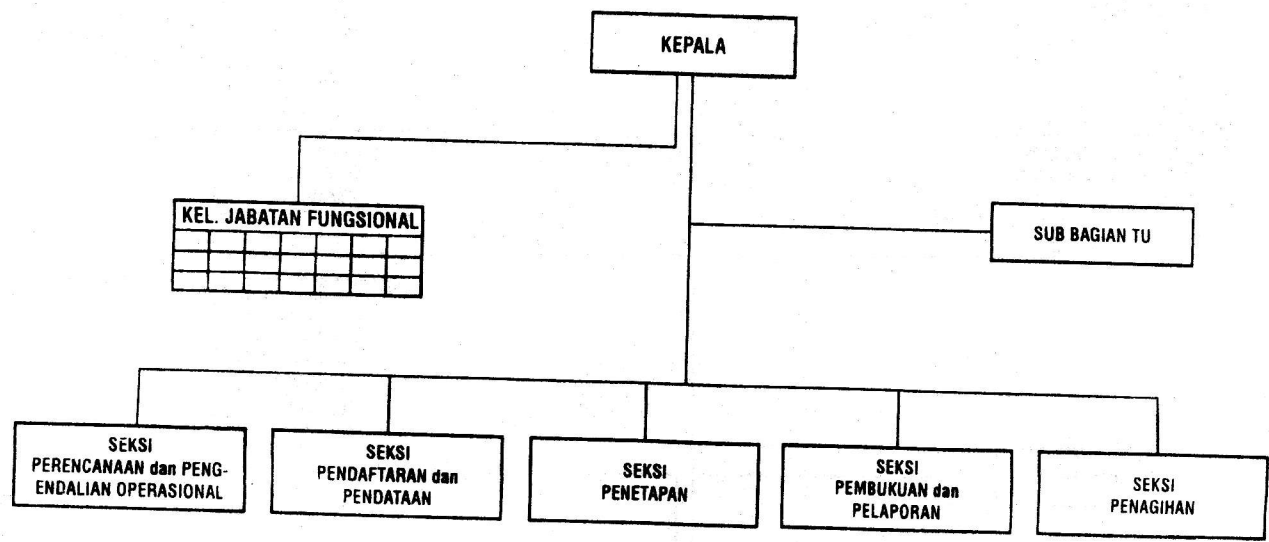 KEPALA
KEL. JABATAN FUNGSIONAL
SUB BAGIAN TU
SEKSI
PERENCANAAN dan PENG-
ENDALIAN OPERASIONAL
SEKSI
PENDAFTARAN dan
PENDATAAN
SEKSI
PENETAPAN
SEKSI
PEMBUKUAN dan
PELAPORAN
SEKSI
PENAGIHAN